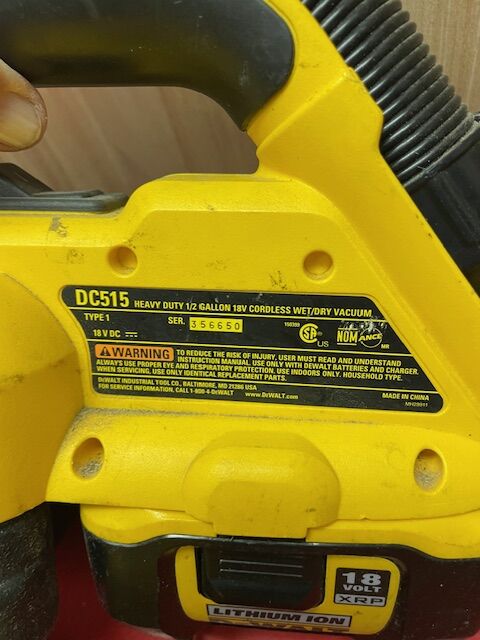 DC515 HEAVY DUTY 1/2 GALLON 18V CORDLESS WET/DRY VACUUM
TYPE 1 SER. 356650
18 V DC
US
NOM ANCE
NR
WARNING TO REDUCE THE RISK OF INJURY, USER MUST READ AND UNDERSTAND
INSTRUCTION MANUAL. USE ONLY WITH DEWALT BATTERIES AND CHARGER.
ALWAYS USE PROPER EYE AND RESPIRATORY PROTECTION. USE INDOORS ONLY. HOUSEHOLD TYPE.
WHEN SERVICING, USE ONLY IDENTICAL REPLACEMENT PARTS.
DEWALT INDUSTRIAL TOOL CO., BALTIMORE, MD 21286 USA
FOR SERVICE INFORMATION, CALL 1-800-4-DEWALT www.DEWALT.com
MADE IN CHINA
18
VOLT
XRP
LITHIUM ION